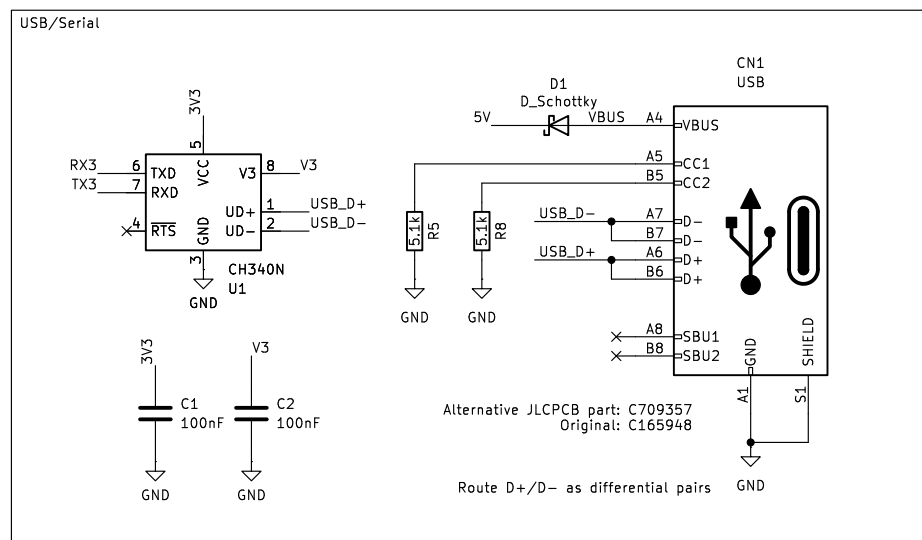 USB/Serial
CN1
USB
D1
D_Schottky
5V
VBUS
A4
VBUS
3V3
5
VCC
RX3
6
TXD
V3
8
V3
TX3
7
RXD
UD+
1
USB_D+
4
RTS
UD-
2
USB_D-
GND
3
CH340N
U1
GND
A5
CC1
B5
CC2
5.1k
R5
5.1k
R8
USB_D-
A7
D-
B7
D-
USB_D+
A6
D+
B6
D+
GND
GND
A8
SBU1
B8
SBU2
GND
SHIELD
A1
S1
3V3
V3
C1
100nF
C2
100nF
GND
GND
Alternative JLCPCB part: C709357
Original: C165948
Route D+/D- as differential pairs
GND